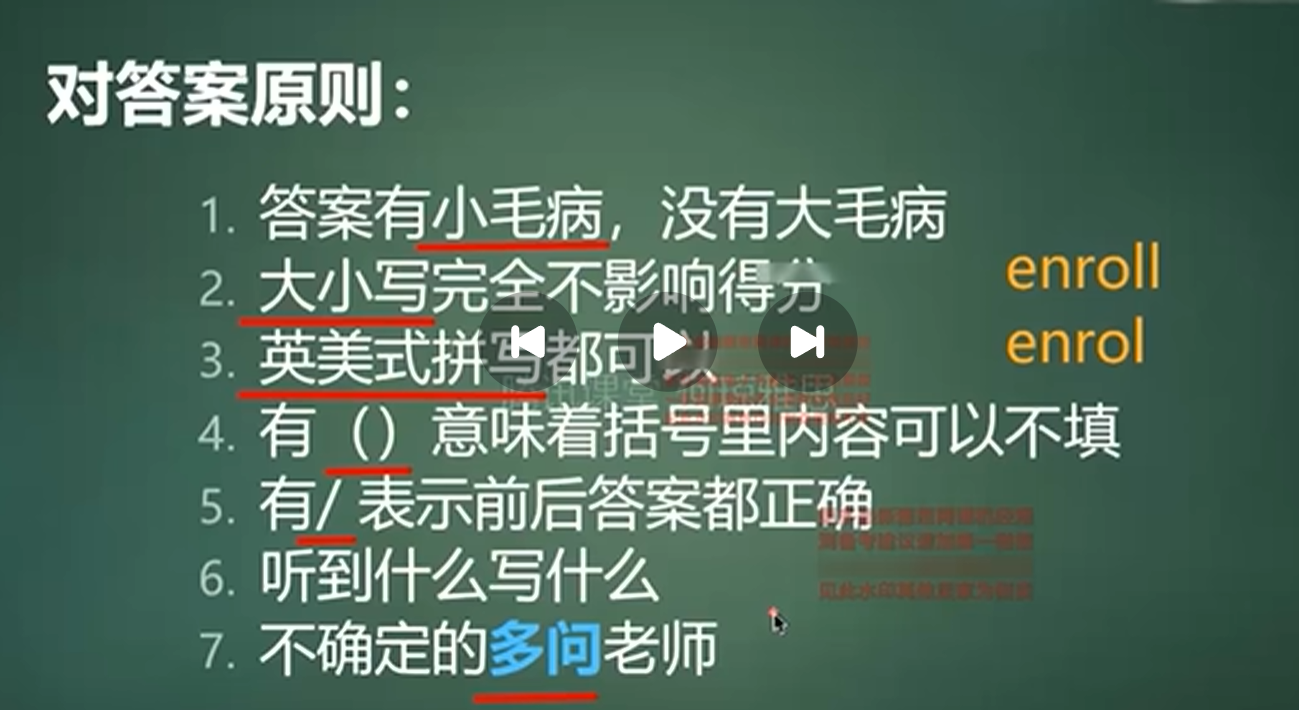 对答案原则：
1. 答案有小毛病，没有大毛病
2. 大小写完全不影响得分
enroll
3. 英美式拼写都可以
enrol
腾讯课堂
4. 有（）意味着括号里内容可以不填
5. 有/ 表示前后答案都正确
6. 听到什么写什么
7. 不确定的多问老师